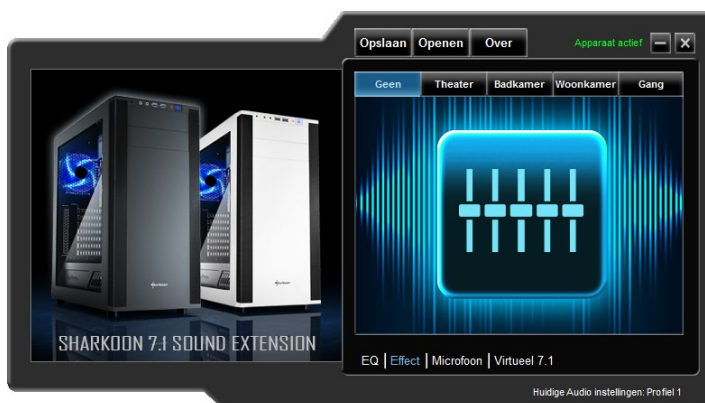 Opslaan Openen Over Apparaat actief
Geen Theater Badkamer Woonkamer Gang
SHARKOON 7.1 SOUND EXTENSION
EQ | Effect | Microfoon | Virtueel 7.1
Huidige Audio instellingen: Profiel 1